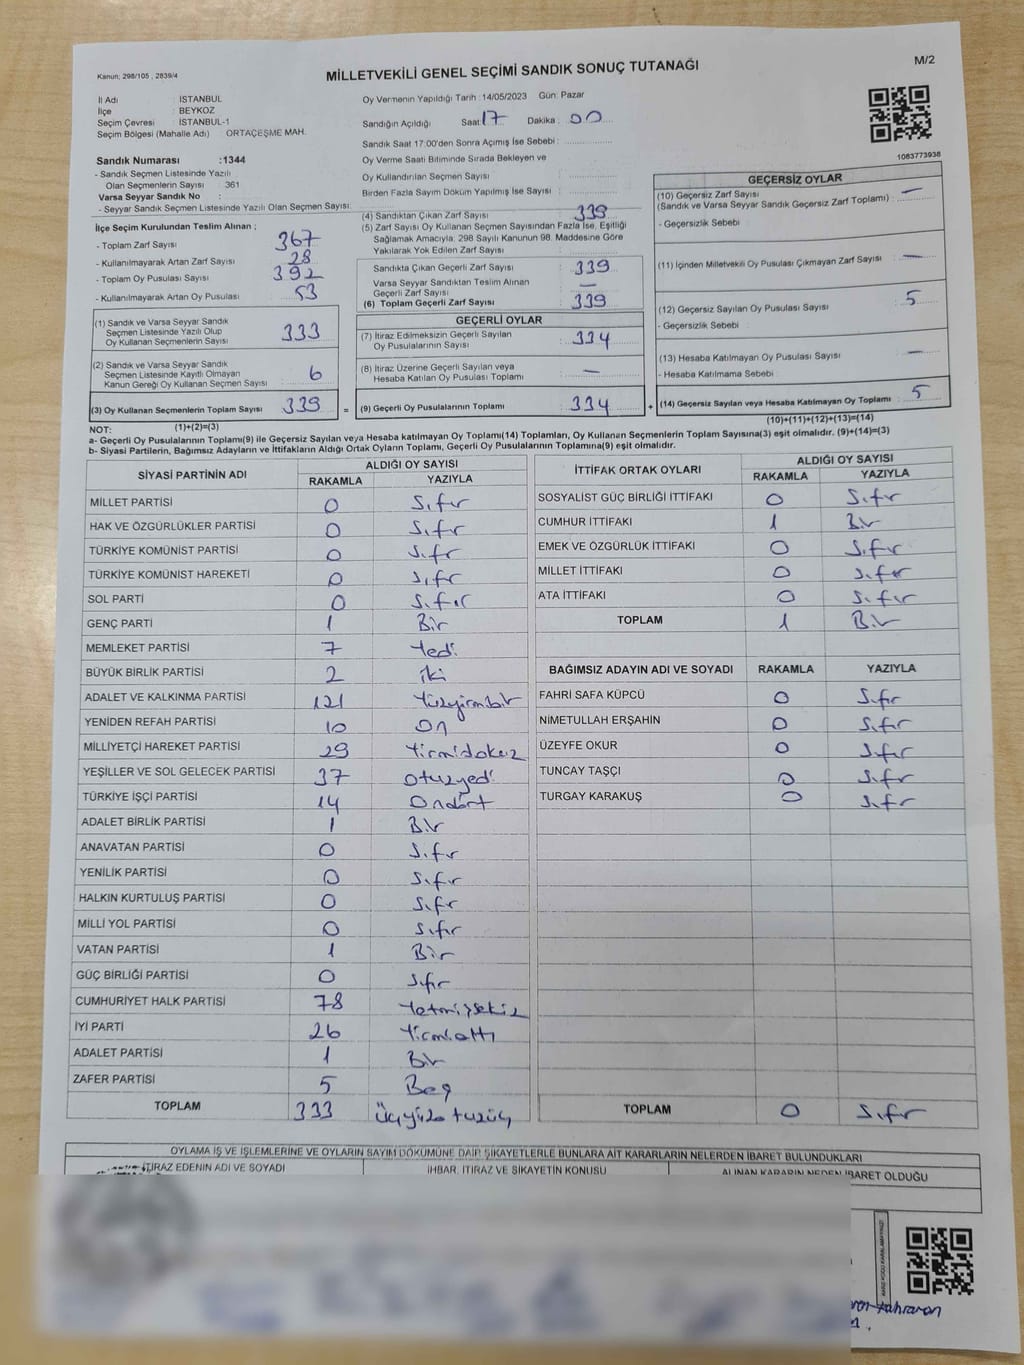 Kanun; 298/105 , 2839/4
MİLLETVEKİLİ GENEL SEÇİMİ SANDIK SONUÇ TUTANAĞI
M/2
İl Adı : İSTANBUL
İlçe : BEYKOZ
Seçim Çevresi : İSTANBUL-1
Seçim Bölgesi (Mahalle Adı) ORTAÇEŞME MAH.
Oy Vermenin Yapıldığı Tarih :14/05/2023 Gün: Pazar
Sandığın Açıldığı Saat 17 Dakika : 00
Sandık Saat 17:00'den Sonra Açılmış İse Sebebi :
Oy Verme Saati Bitiminde Sırada Bekleyen ve
Oy Kullandırılan Seçmen Sayısı :
Birden Fazla Sayım Döküm Yapılmış İse Sayısı :
1083773938
Sandık Numarası :1344
- Sandık Seçmen Listesinde Yazılı
Olan Seçmenlerin Sayısı : 361
Varsa Seyyar Sandık No :
- Seyyar Sandık Seçmen Listesinde Yazılı Olan Seçmen Sayısı:
İlçe Seçim Kurulundan Teslim Alınan ;
- Toplam Zarf Sayısı : 367
- Kullanılmayarak Artan Zarf Sayısı : 28
- Toplam Oy Pusulası Sayısı : 392
- Kullanılmayarak Artan Oy Pusulası : 53
(1) Sandık ve Varsa Seyyar Sandık
Seçmen Listesinde Yazılı Olup
Oy Kullanan Seçmenlerin Sayısı : 333
(2) Sandık ve Varsa Seyyar Sandık
Seçmen Listesinde Kayıtlı Olmayan
Kanun Gereği Oy Kullanan Seçmen Sayısı : 6
(3) Oy Kullanan Seçmenlerin Toplam Sayısı : 339
(1)+(2)=(3)
(4) Sandıktan Çıkan Zarf Sayısı : 339
(5) Zarf Sayısı Oy Kullanan Seçmen Sayısından Fazla İse, Eşitliği
Sağlamak Amacıyla; 298 Sayılı Kanunun 98. Maddesine Göre
Yakılarak Yok Edilen Zarf Sayısı :
Sandıkta Çıkan Geçerli Zarf Sayısı : 339
Varsa Seyyar Sandıktan Teslim Alınan
Geçerli Zarf Sayısı : —
(6) Toplam Geçerli Zarf Sayısı : 339
GEÇERLİ OYLAR
(7) İtiraz Edilmeksizin Geçerli Sayılan
Oy Pusulalarının Sayısı : 334
(8) İtiraz Üzerine Geçerli Sayılan veya
Hesaba Katılan Oy Pusulası Toplamı : —
= (9) Geçerli Oy Pusulalarının Toplamı : 334
GEÇERSİZ OYLAR
(10) Geçersiz Zarf Sayısı : —
(Sandık ve Varsa Seyyar Sandık Geçersiz Zarf Toplamı) :
- Geçersizlik Sebebi :
(11) İçinden Milletvekili Oy Pusulası Çıkmayan Zarf Sayısı : —
(12) Geçersiz Sayılan Oy Pusulası Sayısı : 5
- Geçersizlik Sebebi :
(13) Hesaba Katılmayan Oy Pusulası Sayısı : —
- Hesaba Katılmama Sebebi :
+ (14) Geçersiz Sayılan veya Hesaba Katılmayan Oy Toplamı : 5
(10)+(11)+(12)+(13)=(14)
NOT:
a- Geçerli Oy Pusulaları Toplamı(9) ile Geçersiz Sayılan veya Hesaba katılmayan Oy Toplamı(14) Toplamları, Oy Kullanan Seçmenlerin Toplam Sayısına(3) eşit olmalıdır. (9)+(14)=(3)
b- Siyasi Partilerin, Bağımsız Adayların ve İttifakların Aldığı Ortak Oyların Toplamı, Geçerli Oy Pusulalarının Toplamına(9) eşit olmalıdır.
SİYASİ PARTİNİN ADI ALDIĞI OY SAYISI
RAKAMLA YAZIYLA
MİLLET PARTİSİ 0 Sıfır
HAK VE ÖZGÜRLÜKLER PARTİSİ 0 Sıfır
TÜRKİYE KOMÜNİST PARTİSİ 0 Sıfır
TÜRKİYE KOMÜNİST HAREKETİ 0 Sıfır
SOL PARTİ 0 Sıfır
GENÇ PARTİ 1 Bir
MEMLEKET PARTİSİ 7 Yedi
BÜYÜK BİRLİK PARTİSİ 2 iki
ADALET VE KALKINMA PARTİSİ 121 Yüzyirmibir
YENİDEN REFAH PARTİSİ 10 On
MİLLİYETÇİ HAREKET PARTİSİ 29 Yirmidokuz
YEŞİLLER VE SOL GELECEK PARTİSİ 37 Otuzyedi
TÜRKİYE İŞÇİ PARTİSİ 14 Ondört
ADALET BİRLİK PARTİSİ 1 Bir
ANAVATAN PARTİSİ 0 Sıfır
YENİLİK PARTİSİ 0 Sıfır
HALKIN KURTULUŞ PARTİSİ 0 Sıfır
MİLLİ YOL PARTİSİ 0 Sıfır
VATAN PARTİSİ 1 Bir
GÜÇ BİRLİĞİ PARTİSİ 0 Sıfır
CUMHURİYET HALK PARTİSİ 78 Yetmişsekiz
İYİ PARTİ 26 Yirmialtı
ADALET PARTİSİ 1 Bir
ZAFER PARTİSİ 5 Beş
TOPLAM 333 Üçyüzotuzüç
İTTİFAK ORTAK OYLARI ALDIĞI OY SAYISI
RAKAMLA YAZIYLA
SOSYALİST GÜÇ BİRLİĞİ İTTİFAKI 0 Sıfır
CUMHUR İTTİFAKI 1 Bir
EMEK VE ÖZGÜRLÜK İTTİFAKI 0 Sıfır
MİLLET İTTİFAKI 0 Sıfır
ATA İTTİFAKI 0 Sıfır
TOPLAM 1 Bir
BAĞIMSIZ ADAYIN ADI VE SOYADI RAKAMLA YAZIYLA
FAHRİ SAFA KÜPCÜ 0 Sıfır
NİMETULLAH ERŞAHİN 0 Sıfır
ÜZEYFE OKUR 0 Sıfır
TUNCAY TAŞÇI 0 Sıfır
TURGAY KARAKUŞ 0 Sıfır
TOPLAM 0 Sıfır
OYLAMA İŞ VE İŞLEMLERİNE VE OYLARIN SAYIM DÖKÜMÜNE DAİR ŞİKAYETLERLE BUNLARA AİT KARARLARIN NELERDEN İBARET BULUNDUKLARI
İTİRAZ EDENİN ADI VE SOYADI İHBAR, İTİRAZ VE ŞİKAYETİN KONUSU ALINAN KARARIN NEDEN İBARET OLDUĞU